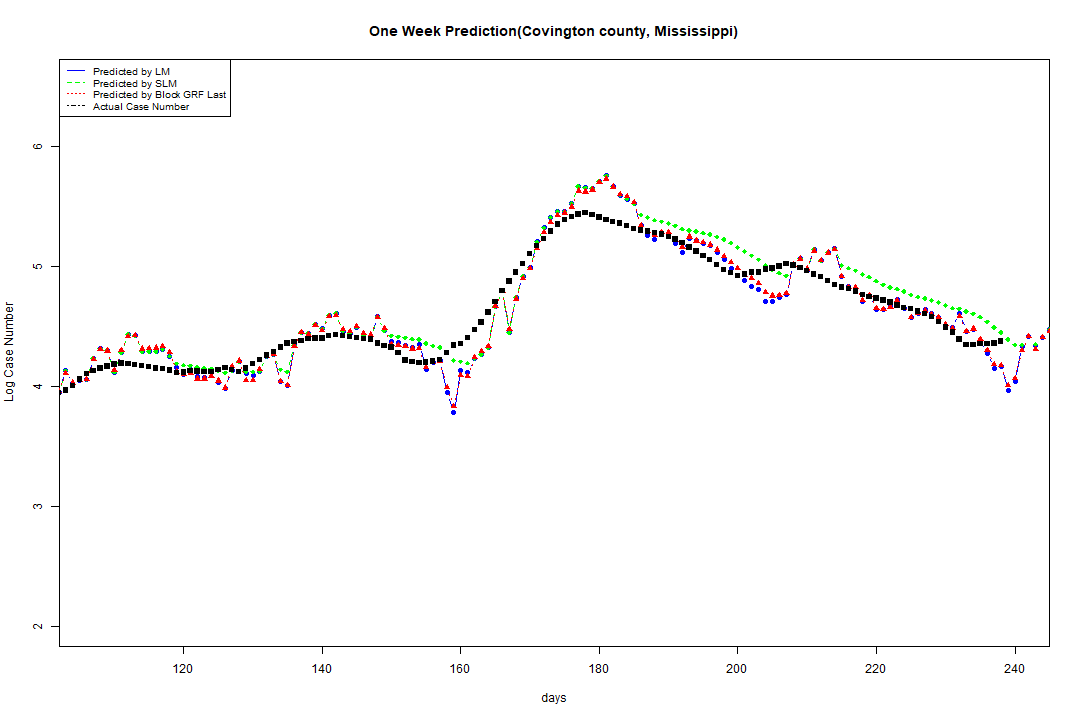 One Week Prediction(Covington county, Mississippi)
Predicted by LM
Predicted by SLM
Predicted by Block GRF Last
Actual Case Number
Log Case Number
6
5
4
3
2
120 140 160 180 200 220 240
days